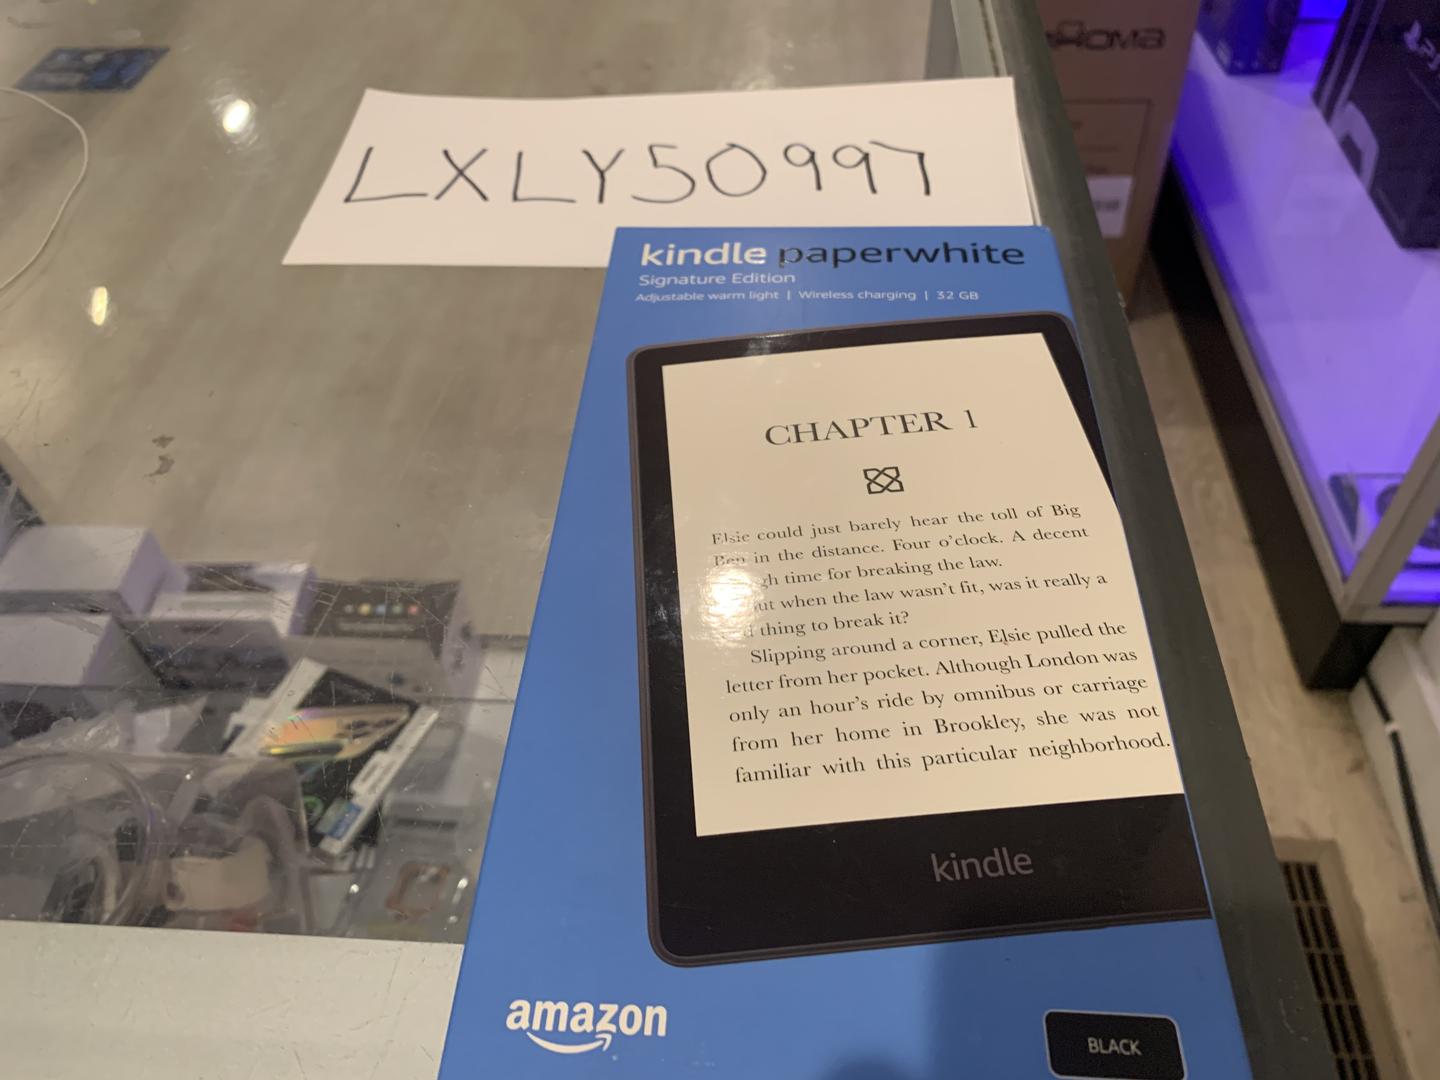 LXLY50997
kindle paperwhite
Signature Edition
Adjustable warm light | Wireless charging | 32 GB
CHAPTER 1
Elsie could just barely hear the toll of Big
Ben in the distance. Four o'clock. A decent
time for breaking the law.
when the law wasn't fit, was it really a
thing to break it?
Slipping around a corner, Elsie pulled the
letter from her pocket. Although London was
only an hour's ride by omnibus or carriage
from her home in Brookley, she was not
familiar with this particular neighborhood.
kindle
amazon
BLACK